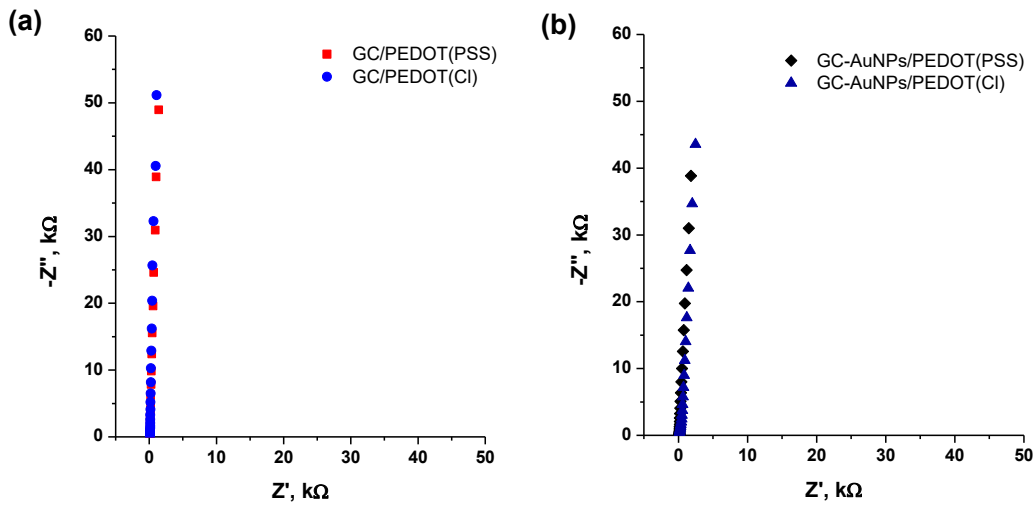 (a)
60
50
40
30
20
10
0
-Z", kΩ
GC/PEDOT(PSS)
GC/PEDOT(Cl)
0 10 20 30 40 50
Z', kΩ
(b)
60
50
40
30
20
10
0
-Z", kΩ
GC-AuNPs/PEDOT(PSS)
GC-AuNPs/PEDOT(Cl)
0 10 20 30 40 50
Z', kΩ